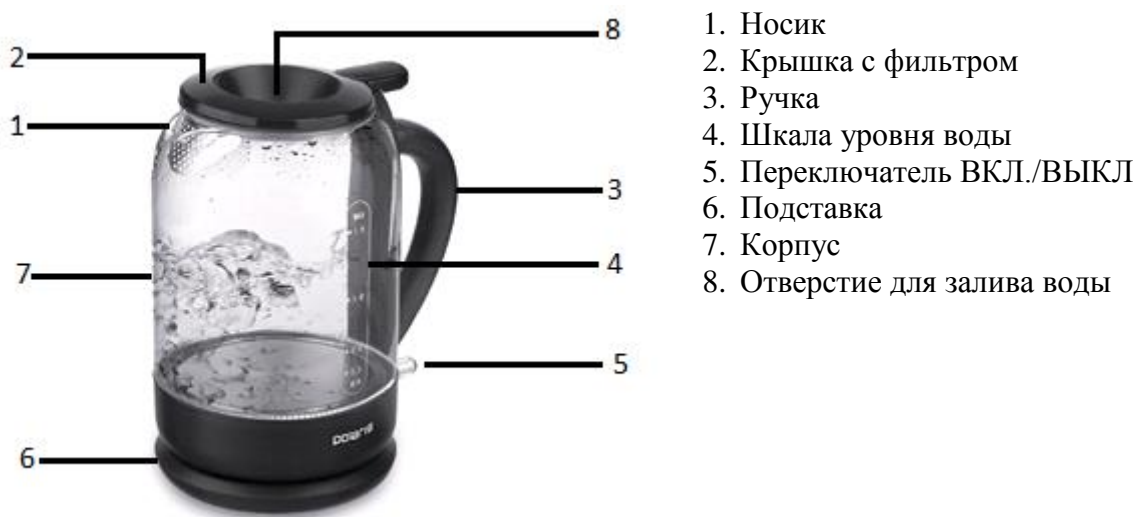 8
2
1
3
4
7
5
6
polaris
1. Носик
2. Крышка с фильтром
3. Ручка
4. Шкала уровня воды
5. Переключатель ВКЛ./ВЫКЛ
6. Подставка
7. Корпус
8. Отверстие для залива воды